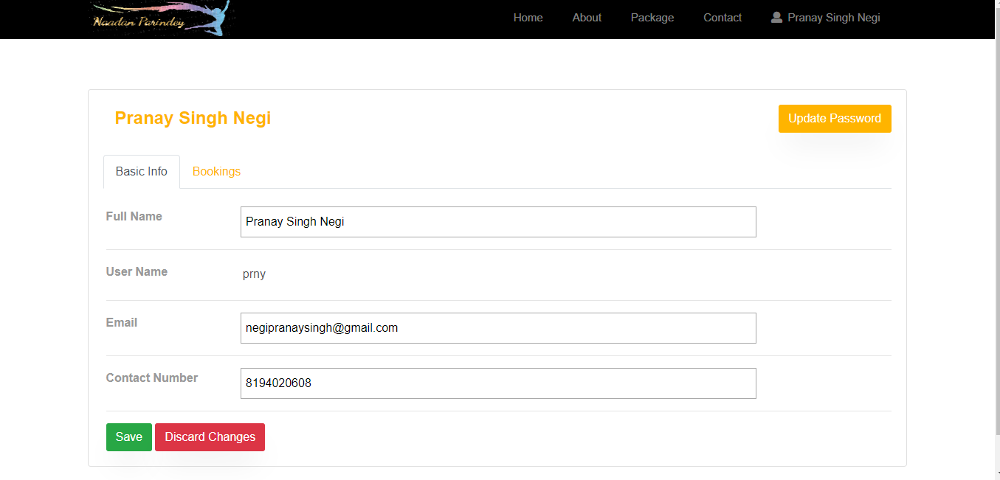 Naadan Parindey
Home About Package Contact Pranay Singh Negi
Pranay Singh Negi
Update Password
Basic Info Bookings
Full Name Pranay Singh Negi
User Name prny
Email negipranaysingh@gmail.com
Contact Number 8194020608
Save Discard Changes